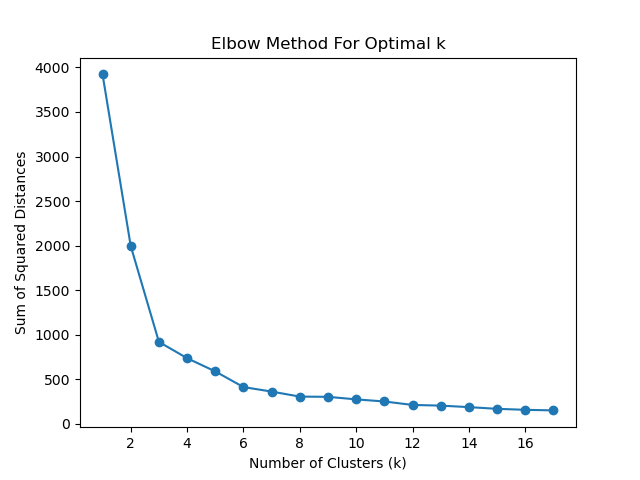 Elbow Method For Optimal k
Sum of Squared Distances
4000
3500
3000
2500
2000
1500
1000
500
0
2 4 6 8 10 12 14 16
Number of Clusters (k)